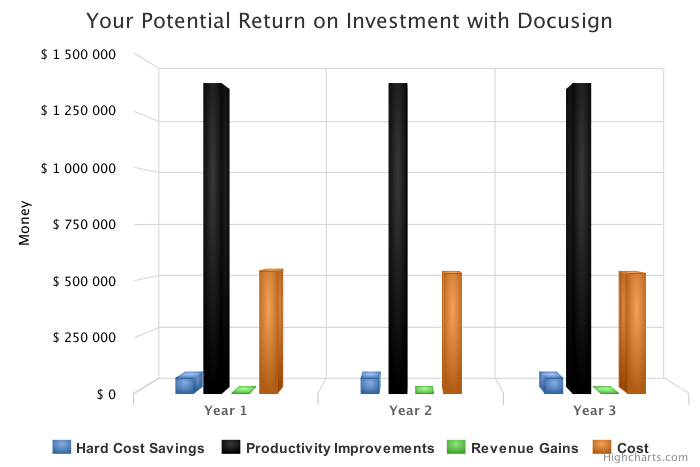 Your Potential Return on Investment with Docusign
$ 1 500 000
$ 1 250 000
$ 1 000 000
$ 750 000
$ 500 000
$ 250 000
$ 0
Money
Year 1 Year 2 Year 3
Hard Cost Savings Productivity Improvements Revenue Gains Cost
Highcharts.com